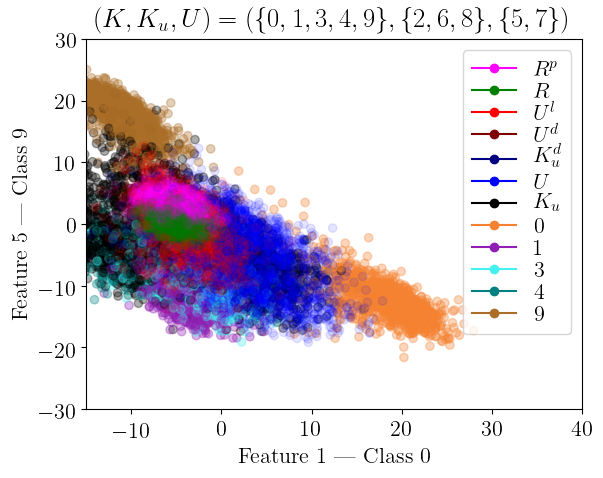 (K, K_u, U) = ({0, 1, 3, 4, 9}, {2, 6, 8}, {5, 7})
30
20
10
0
−10
−20
−30
Feature 5 — Class 9
R^p
R
U^l
U^d
K_u^d
U
K_u
0
1
3
4
9
−10
0
10
20
30
40
Feature 1 — Class 0